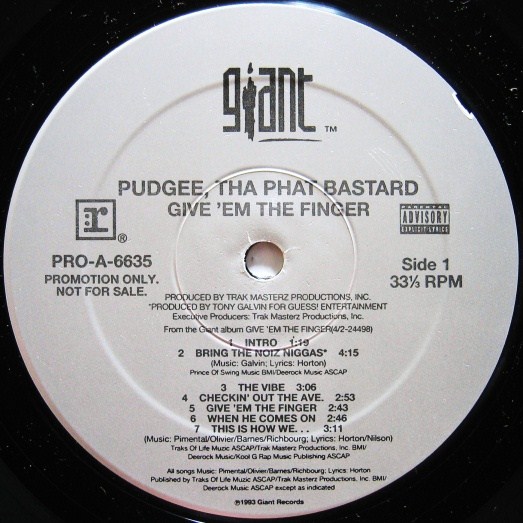 giant ™
PUDGEE, THA PHAT BASTARD
GIVE 'EM THE FINGER
r ®
PARENTAL
ADVISORY
EXPLICIT LYRICS
PRO-A-6635
PROMOTION ONLY.
NOT FOR SALE.
Side 1
33⅓ RPM
PRODUCED BY TRAK MASTERZ PRODUCTIONS, INC.
*PRODUCED BY TONY GALVIN FOR GUESS! ENTERTAINMENT
Executive Producers: Trak Masterz Productions, Inc.
From the Giant album GIVE 'EM THE FINGER(4/2-24498)
1 INTRO 1:19
2 BRING THE NOIZ NIGGAS* 4:15
(Music: Galvin; Lyrics: Horton)
Prince Of Swing Music BMI/Deerock Music ASCAP
3 THE VIBE 3:06
4 CHECKIN' OUT THE AVE. 2:53
5 GIVE 'EM THE FINGER 2:43
6 WHEN HE COMES ON 2:46
7 THIS IS HOW WE. . . 3:11
(Music: Pimental/Olivier/Barnes/Richbourg; Lyrics: Horton/Nilson)
Traks Of Life Muzic ASCAP/Trak Masterz Productions, Inc. BMI/
Deerock Music/Kool G Rap Music Publishing ASCAP
All songs Music: Pimental/Olivier/Barnes/Richbourg; Lyrics: Horton
Published by Traks Of Life Muzic ASCAP/Trak Masterz Productions, Inc. BMI/
Deerock Music ASCAP except as indicated
℗1993 Giant Records